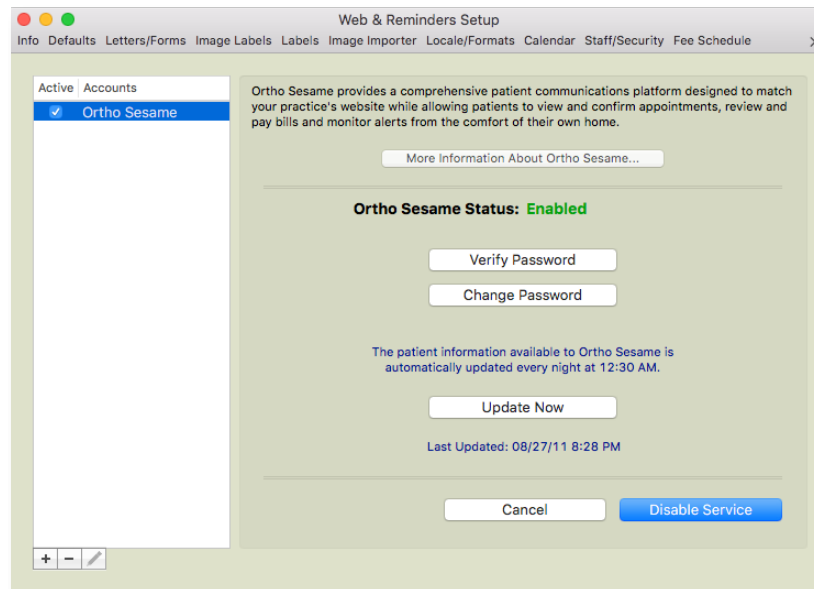 Web & Reminders Setup
Info Defaults Letters/Forms Image Labels Labels Image Importer Locale/Formats Calendar Staff/Security Fee Schedule
Active Accounts
Ortho Sesame
Ortho Sesame provides a comprehensive patient communications platform designed to match
your practice's website while allowing patients to view and confirm appointments, review and
pay bills and monitor alerts from the comfort of their own home.
More Information About Ortho Sesame...
Ortho Sesame Status: Enabled
Verify Password
Change Password
The patient information available to Ortho Sesame is
automatically updated every night at 12:30 AM.
Update Now
Last Updated: 08/27/11 8:28 PM
Cancel Disable Service